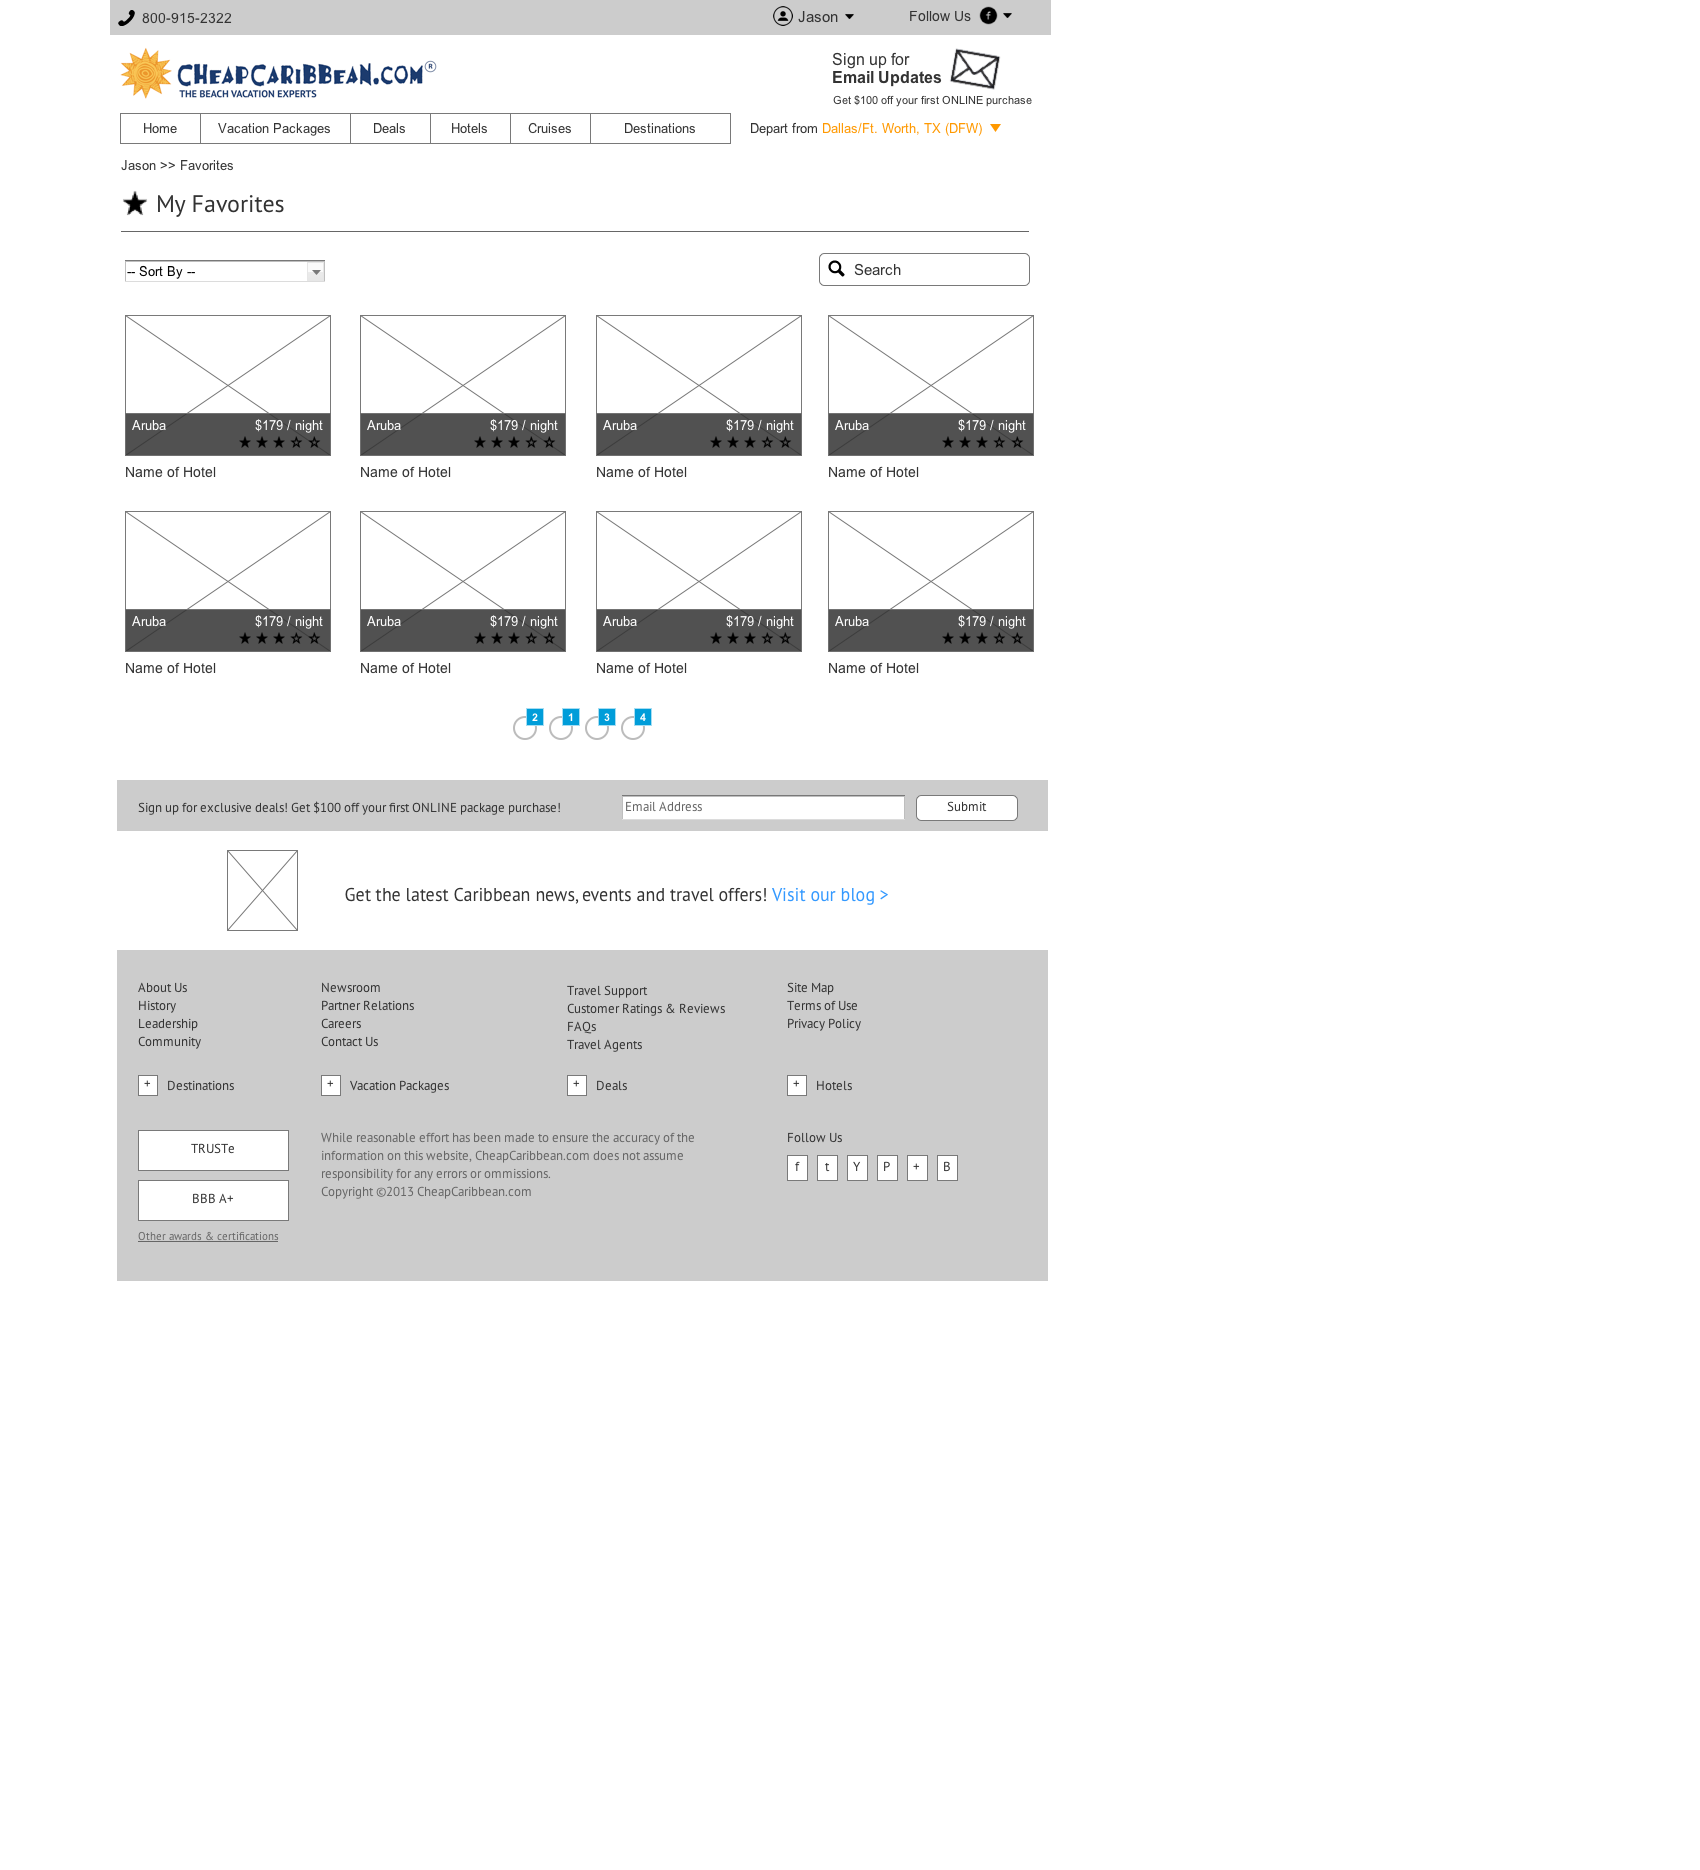 800-915-2322 Jason Follow Us f
CHEAPCARIBBEAN.COM®
THE BEACH VACATION EXPERTS
Sign up for
Email Updates
Get $100 off your first ONLINE purchase
Home Vacation Packages Deals Hotels Cruises Destinations Depart from Dallas/Ft. Worth, TX (DFW)
Jason >> Favorites
My Favorites
-- Sort By -- Search
Aruba $179 / night Aruba $179 / night Aruba $179 / night Aruba $179 / night
Name of Hotel Name of Hotel Name of Hotel Name of Hotel
Aruba $179 / night Aruba $179 / night Aruba $179 / night Aruba $179 / night
Name of Hotel Name of Hotel Name of Hotel Name of Hotel
2 1 3 4
Sign up for exclusive deals! Get $100 off your first ONLINE package purchase! Email Address Submit
Get the latest Caribbean news, events and travel offers! Visit our blog >
About Us
History
Leadership
Community
Newsroom
Partner Relations
Careers
Contact Us
Travel Support
Customer Ratings & Reviews
FAQs
Travel Agents
Site Map
Terms of Use
Privacy Policy
+ Destinations + Vacation Packages + Deals + Hotels
TRUSTe
BBB A+
Other awards & certifications
While reasonable effort has been made to ensure the accuracy of the
information on this website, CheapCaribbean.com does not assume
responsibility for any errors or ommissions.
Copyright ©2013 CheapCaribbean.com
Follow Us
f t Y P + B